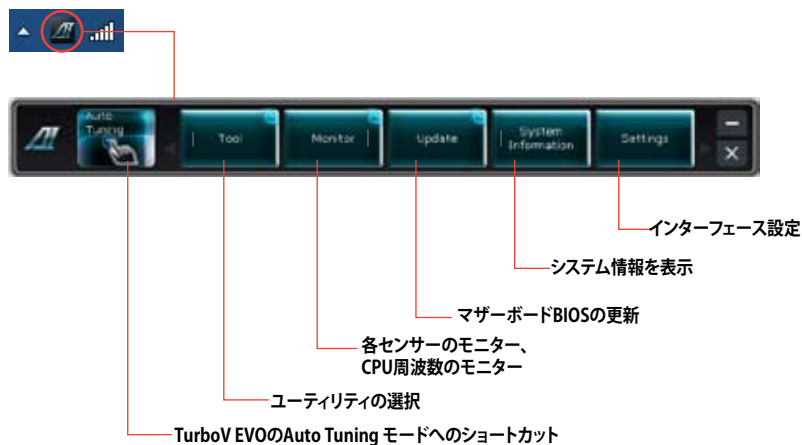 Auto
Tuning
Tool
Monitor
Update
System
Information
Settings
インターフェース設定
システム情報を表示
マザーボードBIOSの更新
各センサーのモニター、
CPU周波数のモニター
ユーティリティの選択
TurboV EVOのAuto Tuning モードへのショートカット